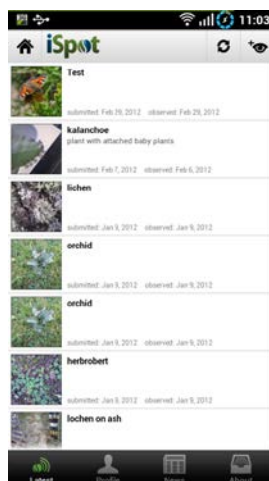 11:03
iSpot
Test
submitted: Feb 29, 2012 observed: Feb 29, 2012
kalanchoe
plant with attached baby plants
submitted: Feb 7, 2012 observed: Feb 6, 2012
lichen
submitted: Jan 9, 2012 observed: Jan 9, 2012
orchid
submitted: Jan 9, 2012 observed: Jan 9, 2012
orchid
submitted: Jan 9, 2012 observed: Jan 9, 2012
herbrobert
submitted: Jan 9, 2012 observed: Jan 9, 2012
lochen on ash
Latest Profile News About